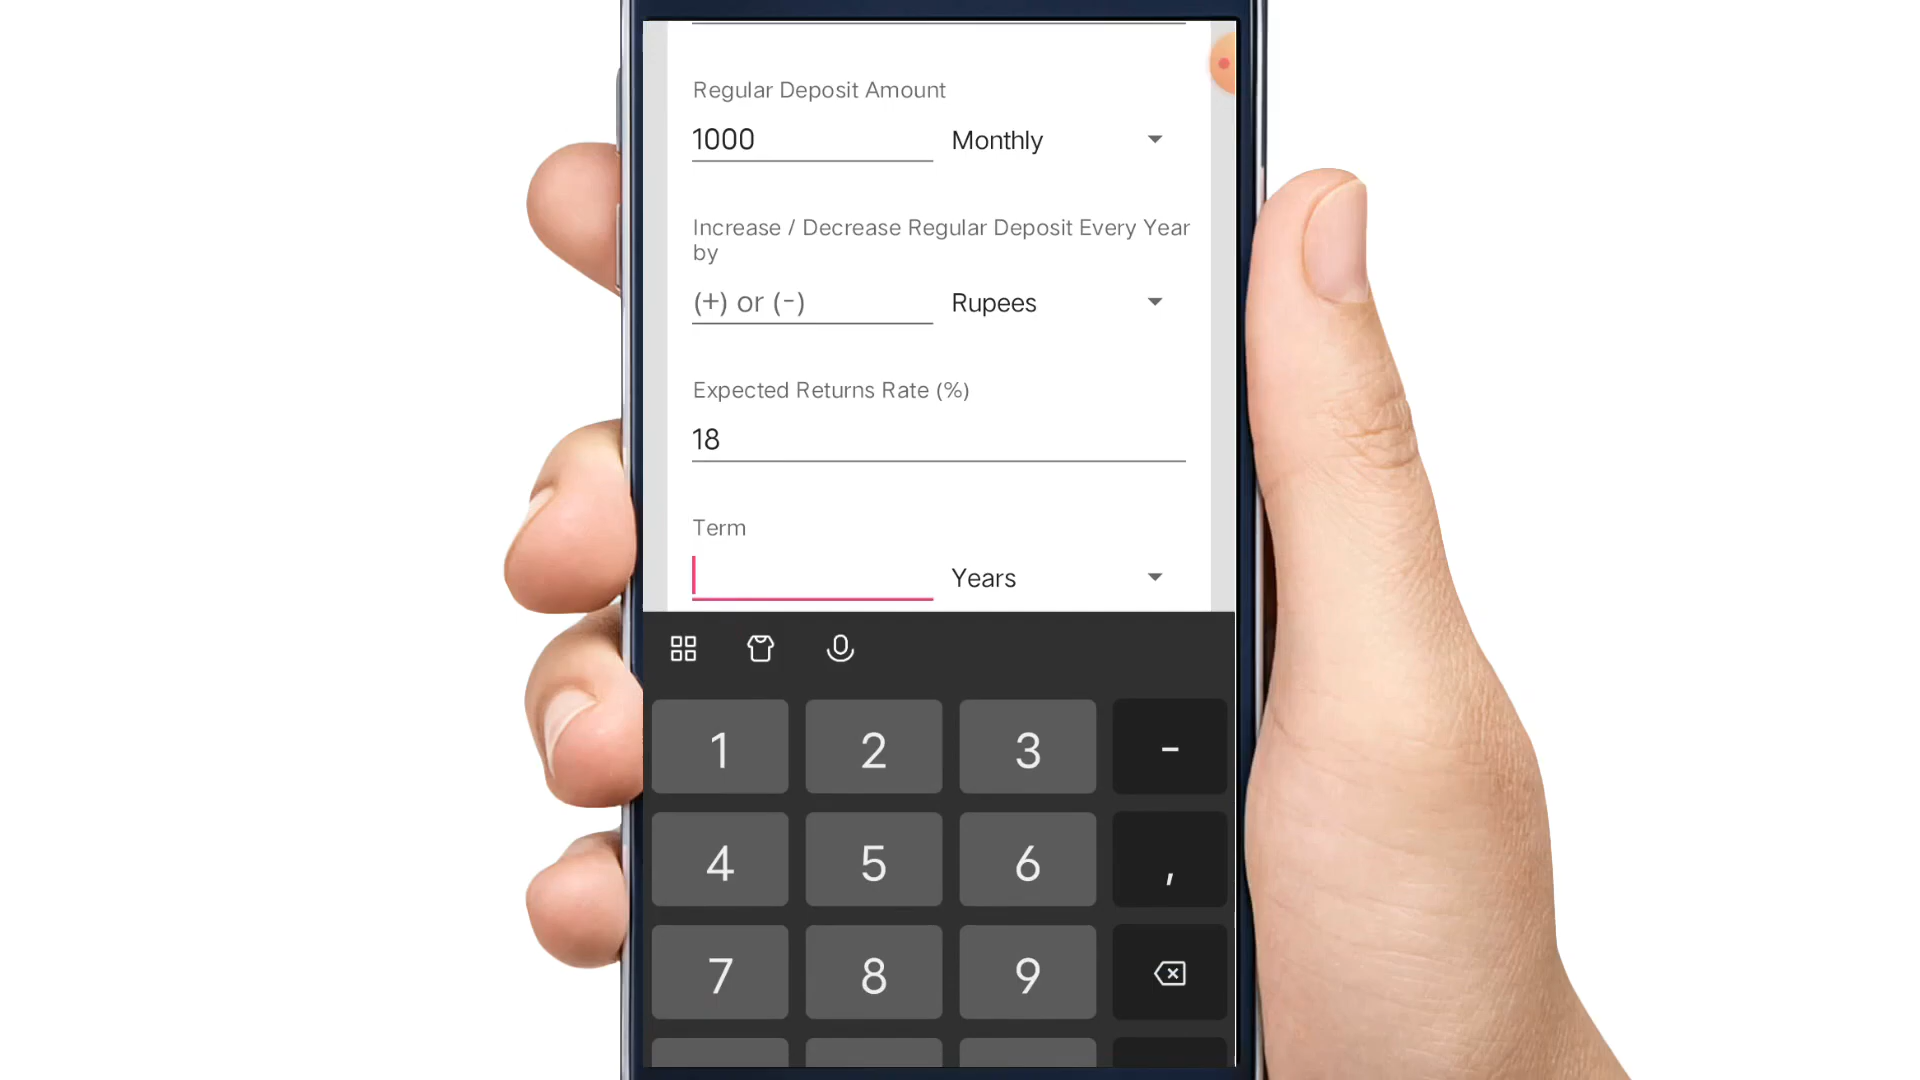 Regular Deposit Amount
1000 Monthly
Increase / Decrease Regular Deposit Every Year
by
(+) or (-) Rupees
Expected Returns Rate (%)
18
Term
Years
1 2 3 -
4 5 6 ,
7 8 9